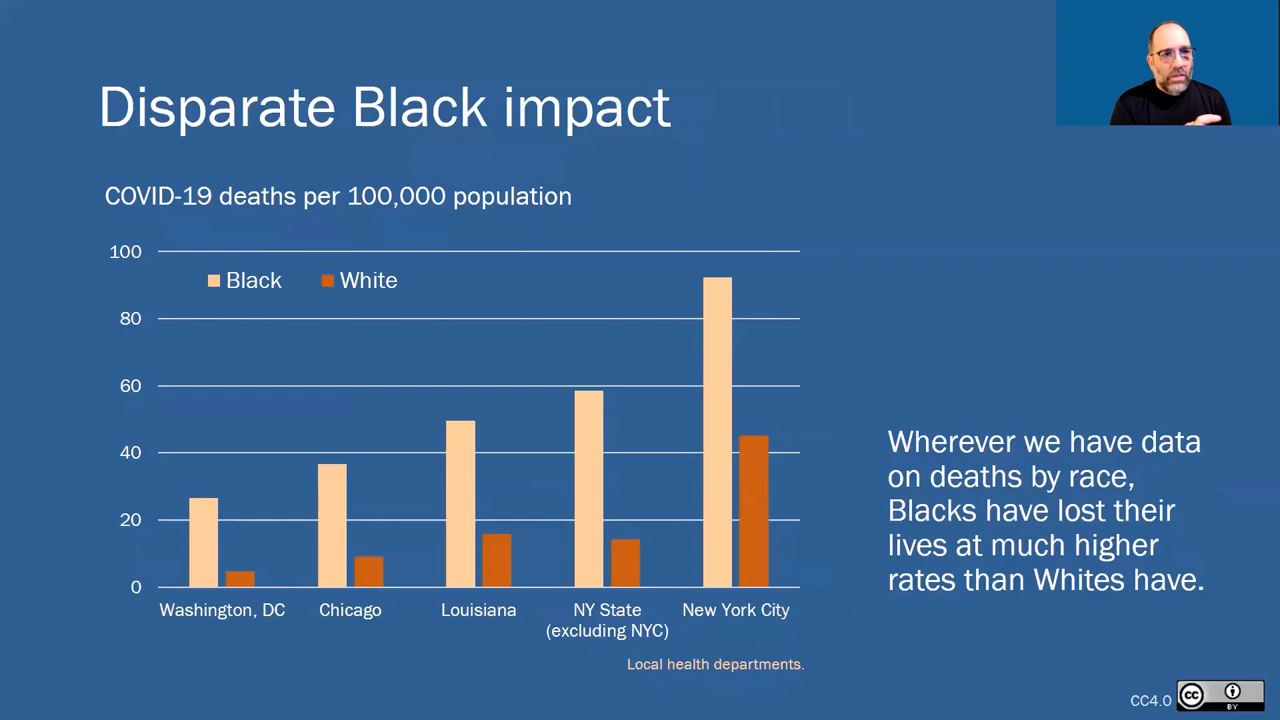 Disparate Black impact
COVID-19 deaths per 100,000 population
100
Black White
80
60
40
20
0
Washington, DC Chicago Louisiana NY State New York City
(excluding NYC)
Local health departments.
Wherever we have data
on deaths by race,
Blacks have lost their
lives at much higher
rates than Whites have.
CC4.0 cc BY